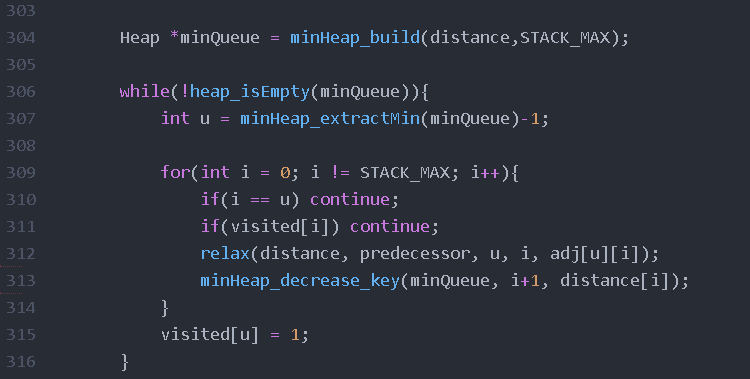 303
304 Heap *minQueue = minHeap_build(distance,STACK_MAX);
305
306 while(!heap_isEmpty(minQueue)){
307 int u = minHeap_extractMin(minQueue)-1;
308
309 for(int i = 0; i != STACK_MAX; i++){
310 if(i == u) continue;
311 if(visited[i]) continue;
312 relax(distance, predecessor, u, i, adj[u][i]);
313 minHeap_decrease_key(minQueue, i+1, distance[i]);
314 }
315 visited[u] = 1;
316 }